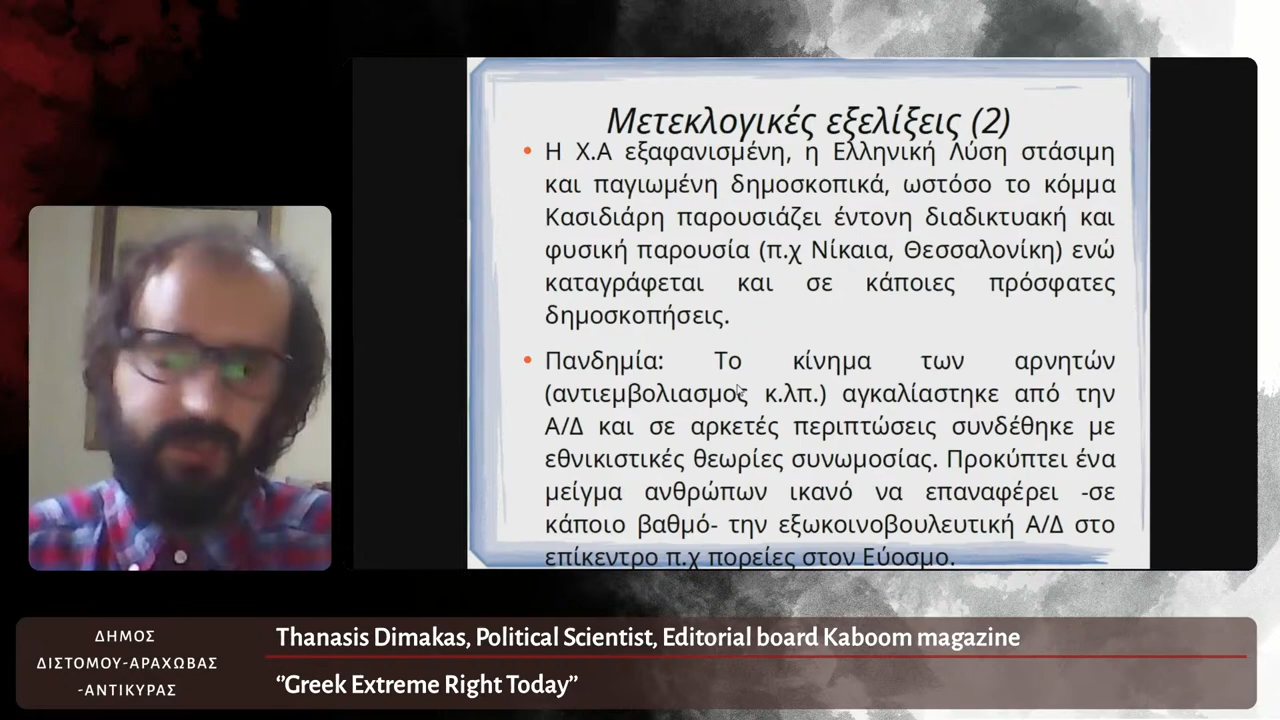 Μετεκλογικές εξελίξεις (2)
• Η Χ.Α εξαφανισμένη, η Ελληνική Λύση στάσιμη
και παγιωμένη δημοσκοπικά, ωστόσο το κόμμα
Κασιδιάρη παρουσιάζει έντονη διαδικτυακή και
φυσική παρουσία (π.χ Νίκαια, Θεσσαλονίκη) ενώ
καταγράφεται και σε κάποιες πρόσφατες
δημοσκοπήσεις.
• Πανδημία: Το κίνημα των αρνητών
(αντιεμβολιασμος κ.λπ.) αγκαλίαστηκε από την
Α/Δ και σε αρκετές περιπτώσεις συνδέθηκε με
εθνικιστικές θεωρίες συνωμοσίας. Προκύπτει ένα
μείγμα ανθρώπων ικανό να επαναφέρει -σε
κάποιο βαθμό- την εξωκοινοβουλευτική Α/Δ στο
επίκεντρο π.χ πορείες στον Εύοσμο.
ΔΗΜΟΣ
ΔΙΣΤΟΜΟΥ-ΑΡΑΧΩΒΑΣ
-ΑΝΤΙΚΥΡΑΣ
Thanasis Dimakas, Political Scientist, Editorial board Kaboom magazine
‘’Greek Extreme Right Today”